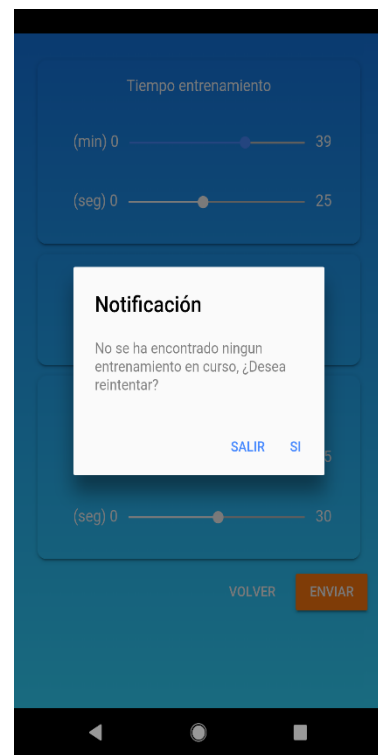 Tiempo entrenamiento
(min) 0 39
(seg) 0 25
Notificación
No se ha encontrado ningun
entrenamiento en curso, ¿Desea
reintentar?
SALIR SI
5
(seg) 0 30
VOLVER ENVIAR